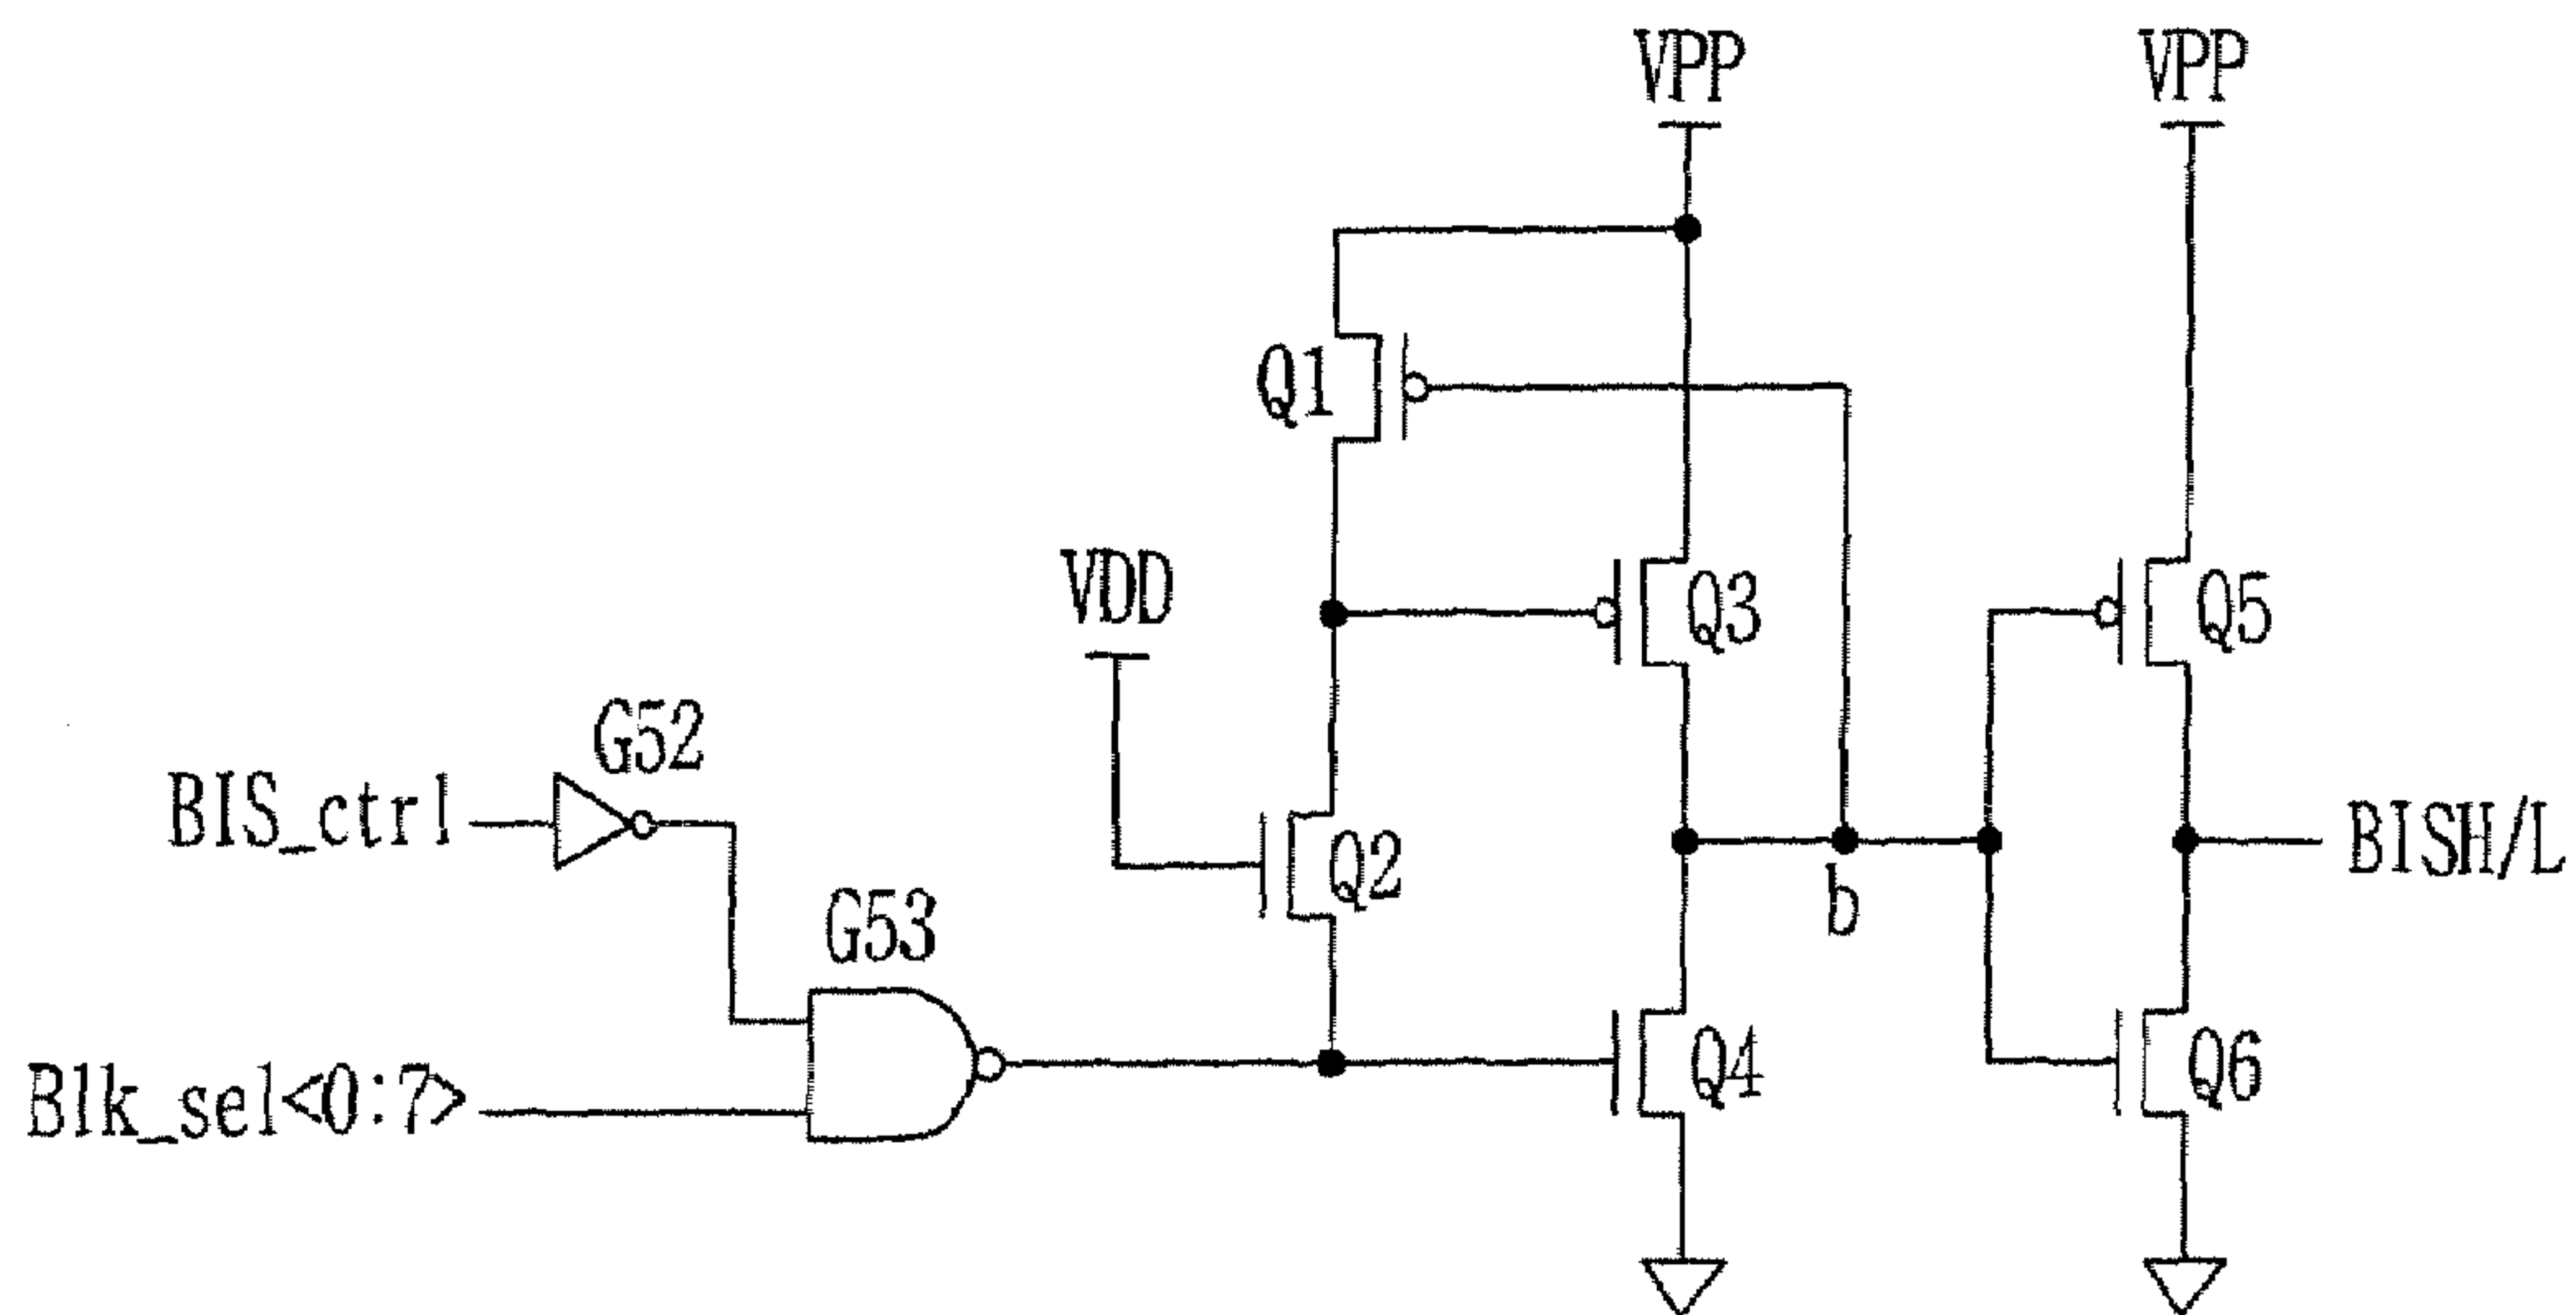 VPP
VPP
Q1
VDD
Q3
Q5
G52
BIS_ctrl
Q2
BISH/L
b
G53
Blk_sel<0:7>
Q4
Q6